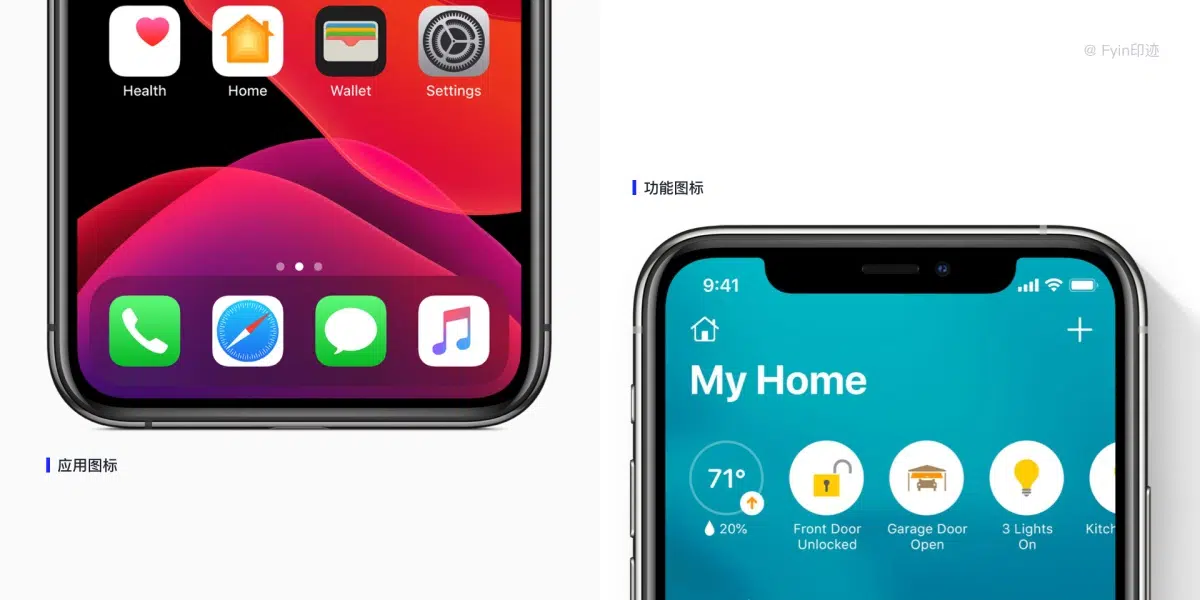 Health
Home
Wallet
Settings
应用图标
@ Fyin印迹
功能图标
9:41
My Home
71°
20%
Front Door
Unlocked
Garage Door
Open
3 Lights
On
Kitch